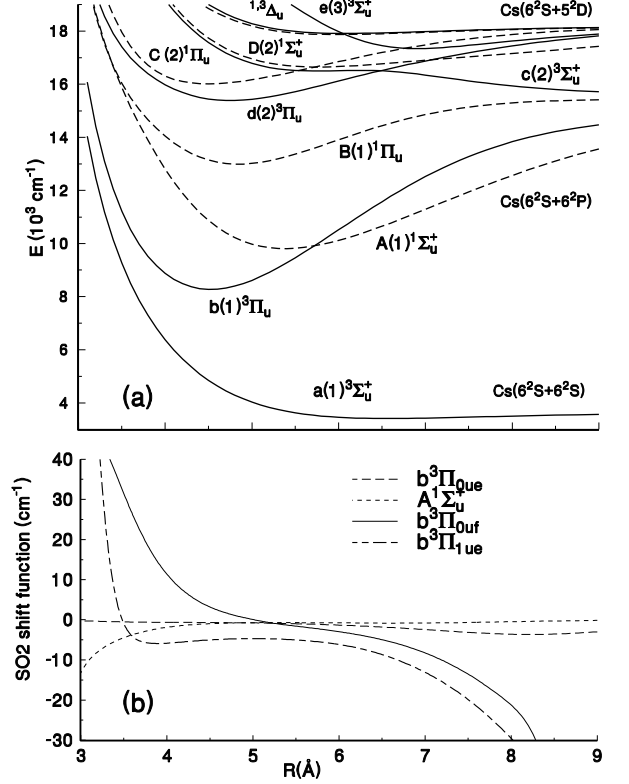 18
16
14
12
10
8
6
4
E (10³ cm⁻¹)
¹,³Δᵤ
e(3)³Σᵤ⁺
Cs(6²S+5²D)
C (2)¹Πᵤ
D(2)¹Σᵤ⁺
c(2)³Σᵤ⁺
d(2)³Πᵤ
B(1)¹Πᵤ
Cs(6²S+6²P)
A(1)¹Σᵤ⁺
b(1)³Πᵤ
(a)
a(1)³Σᵤ⁺
Cs(6²S+6²S)
40
30
20
10
0
-10
-20
-30
SO2 shift function (cm⁻¹)
b³Π₀ᵤₑ
A¹Σᵤ⁺
b³Π₀ᵤf
b³Π₁ᵤₑ
(b)
3 4 5 6 7 8 9
R(Å)